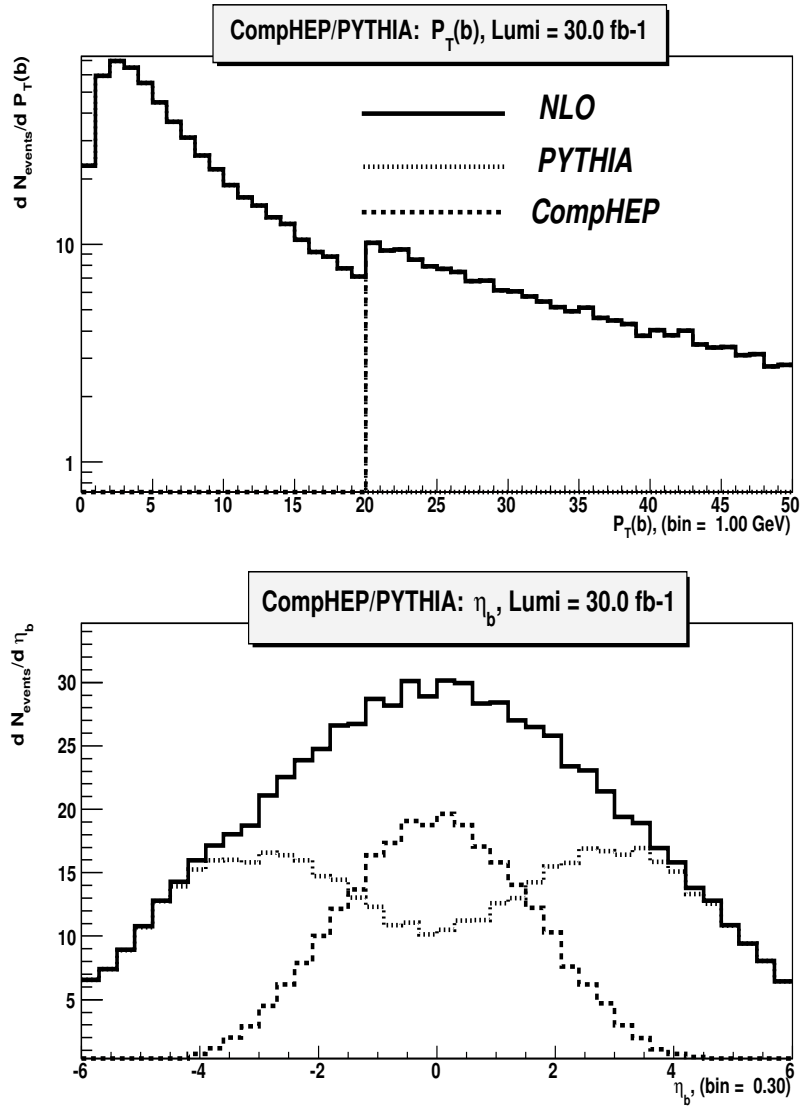 CompHEP/PYTHIA: P_T(b), Lumi = 30.0 fb-1
d N_events/d P_T(b)
NLO
PYTHIA
CompHEP
10
1
0 5 10 15 20 25 30 35 40 45 50
P_T(b), (bin = 1.00 GeV)
CompHEP/PYTHIA: η_b, Lumi = 30.0 fb-1
d N_events/d η_b
30
25
20
15
10
5
-6 -4 -2 0 2 4 6
η_b, (bin = 0.30)